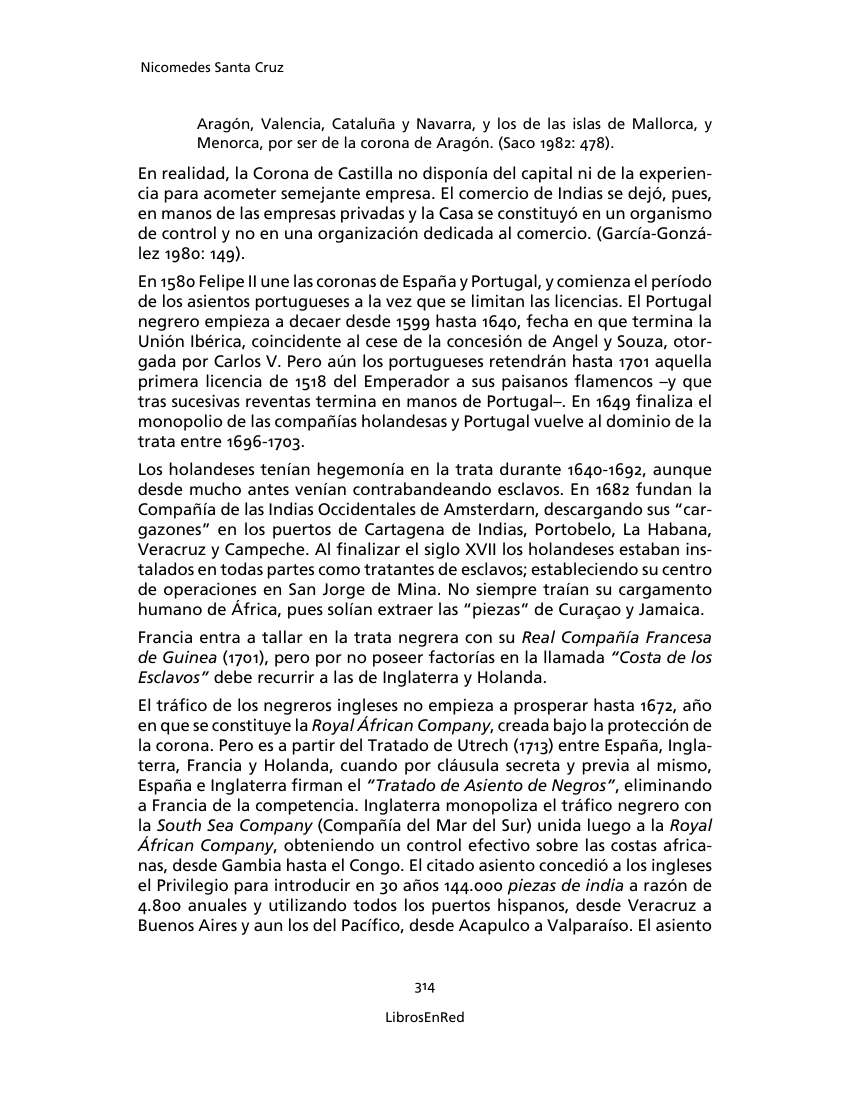 Nicomedes Santa Cruz
Aragón, Valencia, Cataluña y Navarra, y los de las islas de Mallorca, y
Menorca, por ser de la corona de Aragón. (Saco 1982: 478).
En realidad, la Corona de Castilla no disponía del capital ni de la experien-
cia para acometer semejante empresa. El comercio de Indias se dejó, pues,
en manos de las empresas privadas y la Casa se constituyó en un organismo
de control y no en una organización dedicada al comercio. (García-Gonzá-
lez 1980: 149).
En 1580 Felipe II une las coronas de España y Portugal, y comienza el período
de los asientos portugueses a la vez que se limitan las licencias. El Portugal
negrero empieza a decaer desde 1599 hasta 1640, fecha en que termina la
Unión Ibérica, coincidente al cese de la concesión de Angel y Souza, otor-
gada por Carlos V. Pero aún los portugueses retendrán hasta 1701 aquella
primera licencia de 1518 del Emperador a sus paisanos flamencos –y que
tras sucesivas reventas termina en manos de Portugal–. En 1649 finaliza el
monopolio de las compañías holandesas y Portugal vuelve al dominio de la
trata entre 1696-1703.
Los holandeses tenían hegemonía en la trata durante 1640-1692, aunque
desde mucho antes venían contrabandeando esclavos. En 1682 fundan la
Compañía de las Indias Occidentales de Amsterdarn, descargando sus “car-
gazones” en los puertos de Cartagena de Indias, Portobelo, La Habana,
Veracruz y Campeche. Al finalizar el siglo XVII los holandeses estaban ins-
talados en todas partes como tratantes de esclavos; estableciendo su centro
de operaciones en San Jorge de Mina. No siempre traían su cargamento
humano de África, pues solían extraer las “piezas” de Curaçao y Jamaica.
Francia entra a tallar en la trata negrera con su Real Compañía Francesa
de Guinea (1701), pero por no poseer factorías en la llamada “Costa de los
Esclavos” debe recurrir a las de Inglaterra y Holanda.
El tráfico de los negreros ingleses no empieza a prosperar hasta 1672, año
en que se constituye la Royal África​n Company, creada bajo la protección de
la corona. Pero es a partir del Tratado de Utrech (1713) entre España, Ingla-
terra, Francia y Holanda, cuando por cláusula secreta y previa al mismo,
España e Inglaterra firman el “Tratado de Asiento de Negros”, eliminando
a Francia de la competencia. Inglaterra monopoliza el tráfico negrero con
la South Sea Company (Compañía del Mar del Sur) unida luego a la Royal
African Company, obteniendo un control efectivo sobre las costas africa-
nas, desde Gambia hasta el Congo. El citado asiento concedió a los ingleses
el Privilegio para introducir en 30 años 144.000 piezas de india a razón de
4.800 anuales y utilizando todos los puertos hispanos, desde Veracruz a
Buenos Aires y aun los del Pacífico, desde Acapulco a Valparaíso. El asiento
314
LibrosEnRed